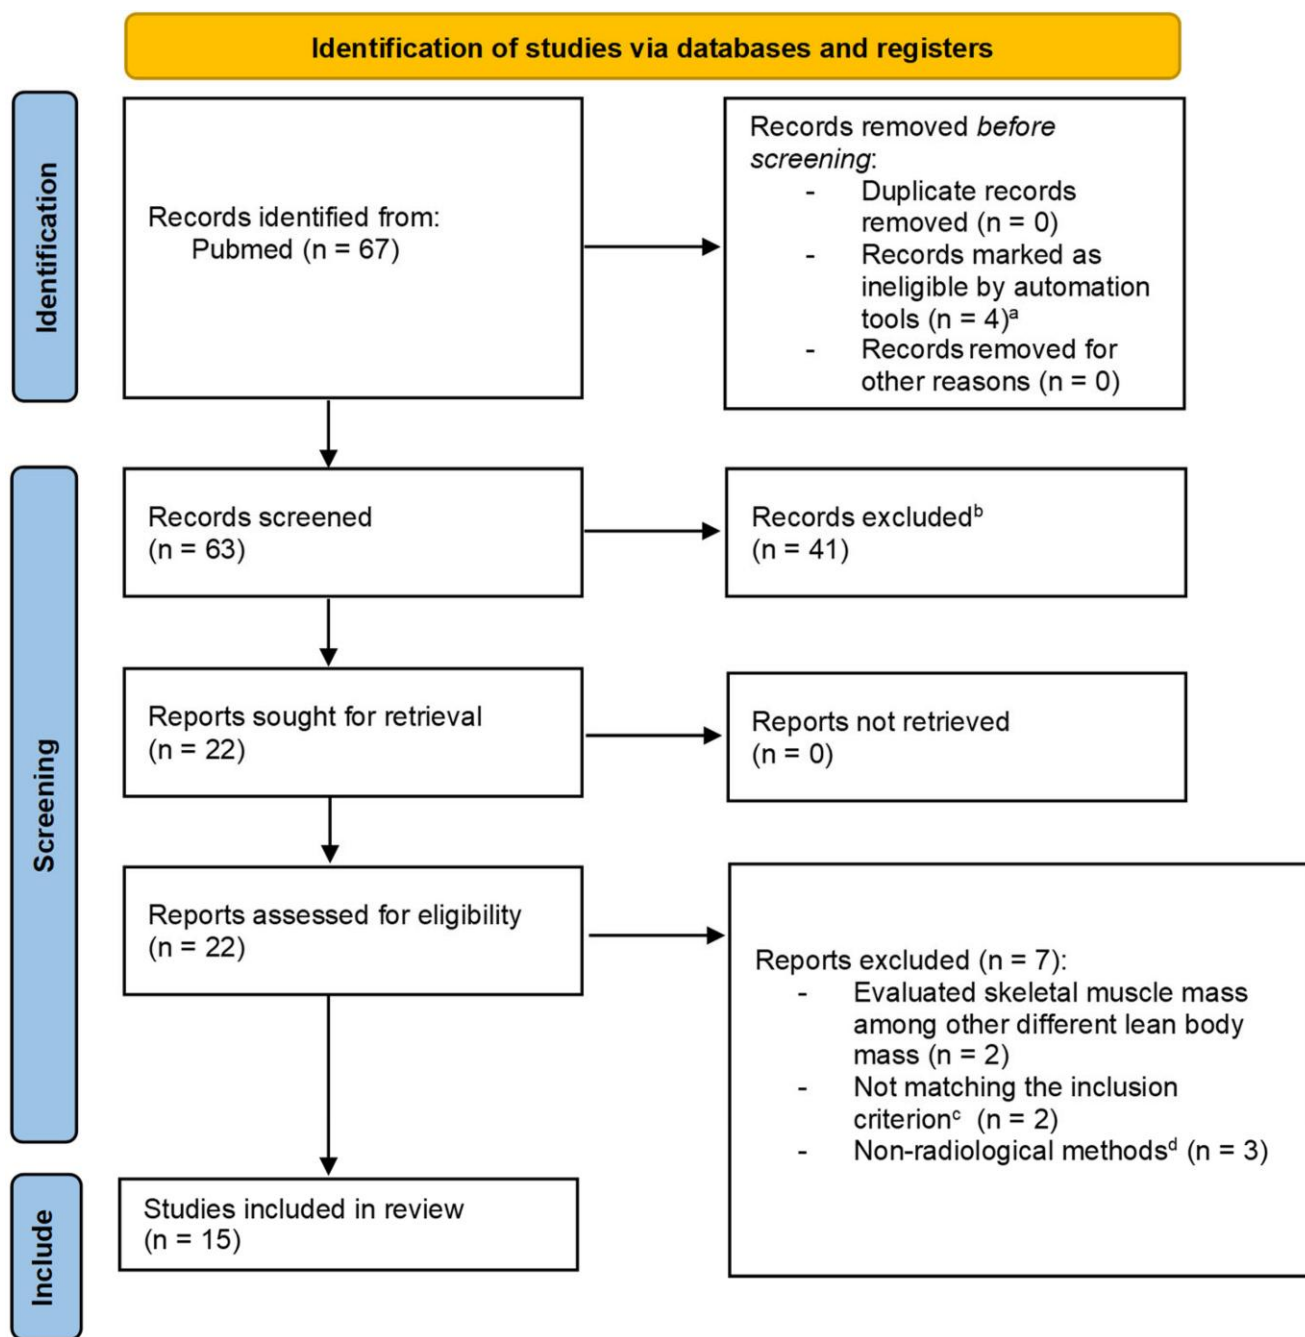 Identification of studies via databases and registers
Identification
Records identified from:
Pubmed (n = 67)
Records removed before
screening:
- Duplicate records
removed (n = 0)
- Records marked as
ineligible by automation
tools (n = 4)ᵃ
- Records removed for
other reasons (n = 0)
Screening
Records screened
(n = 63)
Records excludedᵇ
(n = 41)
Reports sought for retrieval
(n = 22)
Reports not retrieved
(n = 0)
Reports assessed for eligibility
(n = 22)
Reports excluded (n = 7):
- Evaluated skeletal muscle mass
among other different lean body
mass (n = 2)
- Not matching the inclusion
criterionᶜ (n = 2)
- Non-radiological methodsᵈ (n = 3)
Include
Studies included in review
(n = 15)